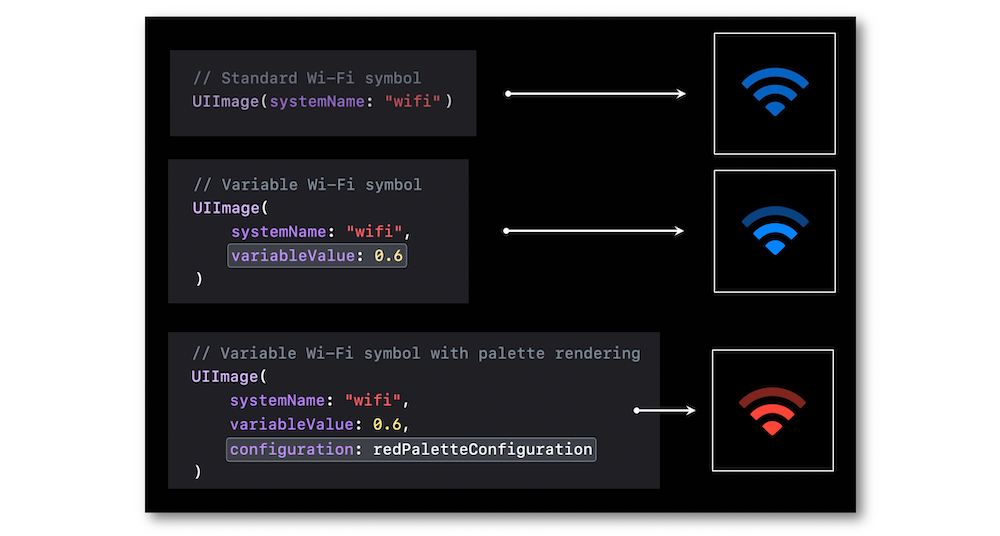 // Standard Wi-Fi symbol
UIImage(systemName: "wifi")
// Variable Wi-Fi symbol
UIImage(
systemName: "wifi",
variableValue: 0.6
)
// Variable Wi-Fi symbol with palette rendering
UIImage(
systemName: "wifi",
variableValue: 0.6,
configuration: redPaletteConfiguration
)